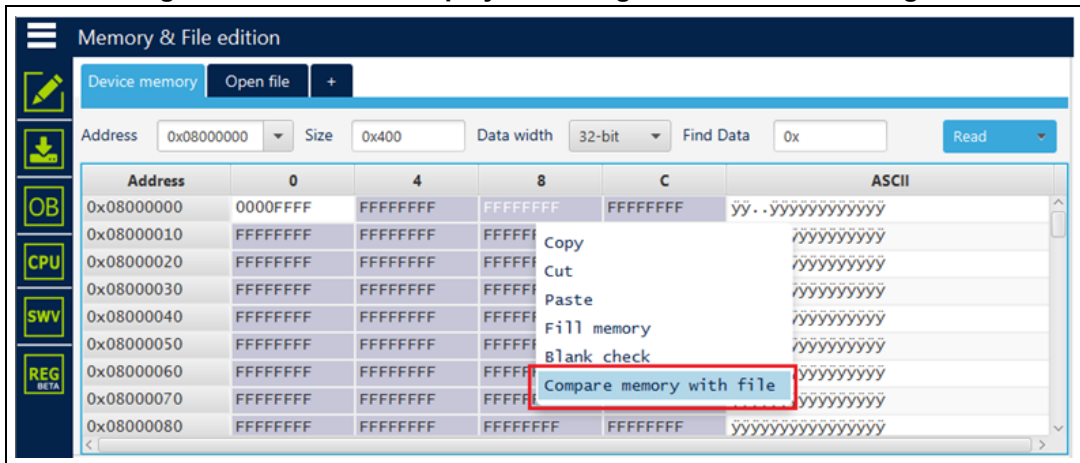 Memory & File edition
Device memory Open file +
Address 0x08000000 Size 0x400 Data width 32-bit Find Data 0x Read
Address 0 4 8 C ASCII
0x08000000 0000FFFF FFFFFFFF FFFFFFFF FFFFFFFF ÿÿ..ÿÿÿÿÿÿÿÿÿÿÿÿ
0x08000010 FFFFFFFF FFFFFFFF
0x08000020 FFFFFFFF FFFFFFFF
0x08000030 FFFFFFFF FFFFFFFF
0x08000040 FFFFFFFF FFFFFFFF
0x08000050 FFFFFFFF FFFFFFFF
0x08000060 FFFFFFFF FFFFFFFF
0x08000070 FFFFFFFF FFFFFFFF
0x08000080 FFFFFFFF FFFFFFFF FFFFFFFF FFFFFFFF ÿÿÿÿÿÿÿÿÿÿÿÿÿÿÿÿ
Copy
Cut
Paste
Fill memory
Blank check
Compare memory with file
OB
CPU
SWV
REG
BETA